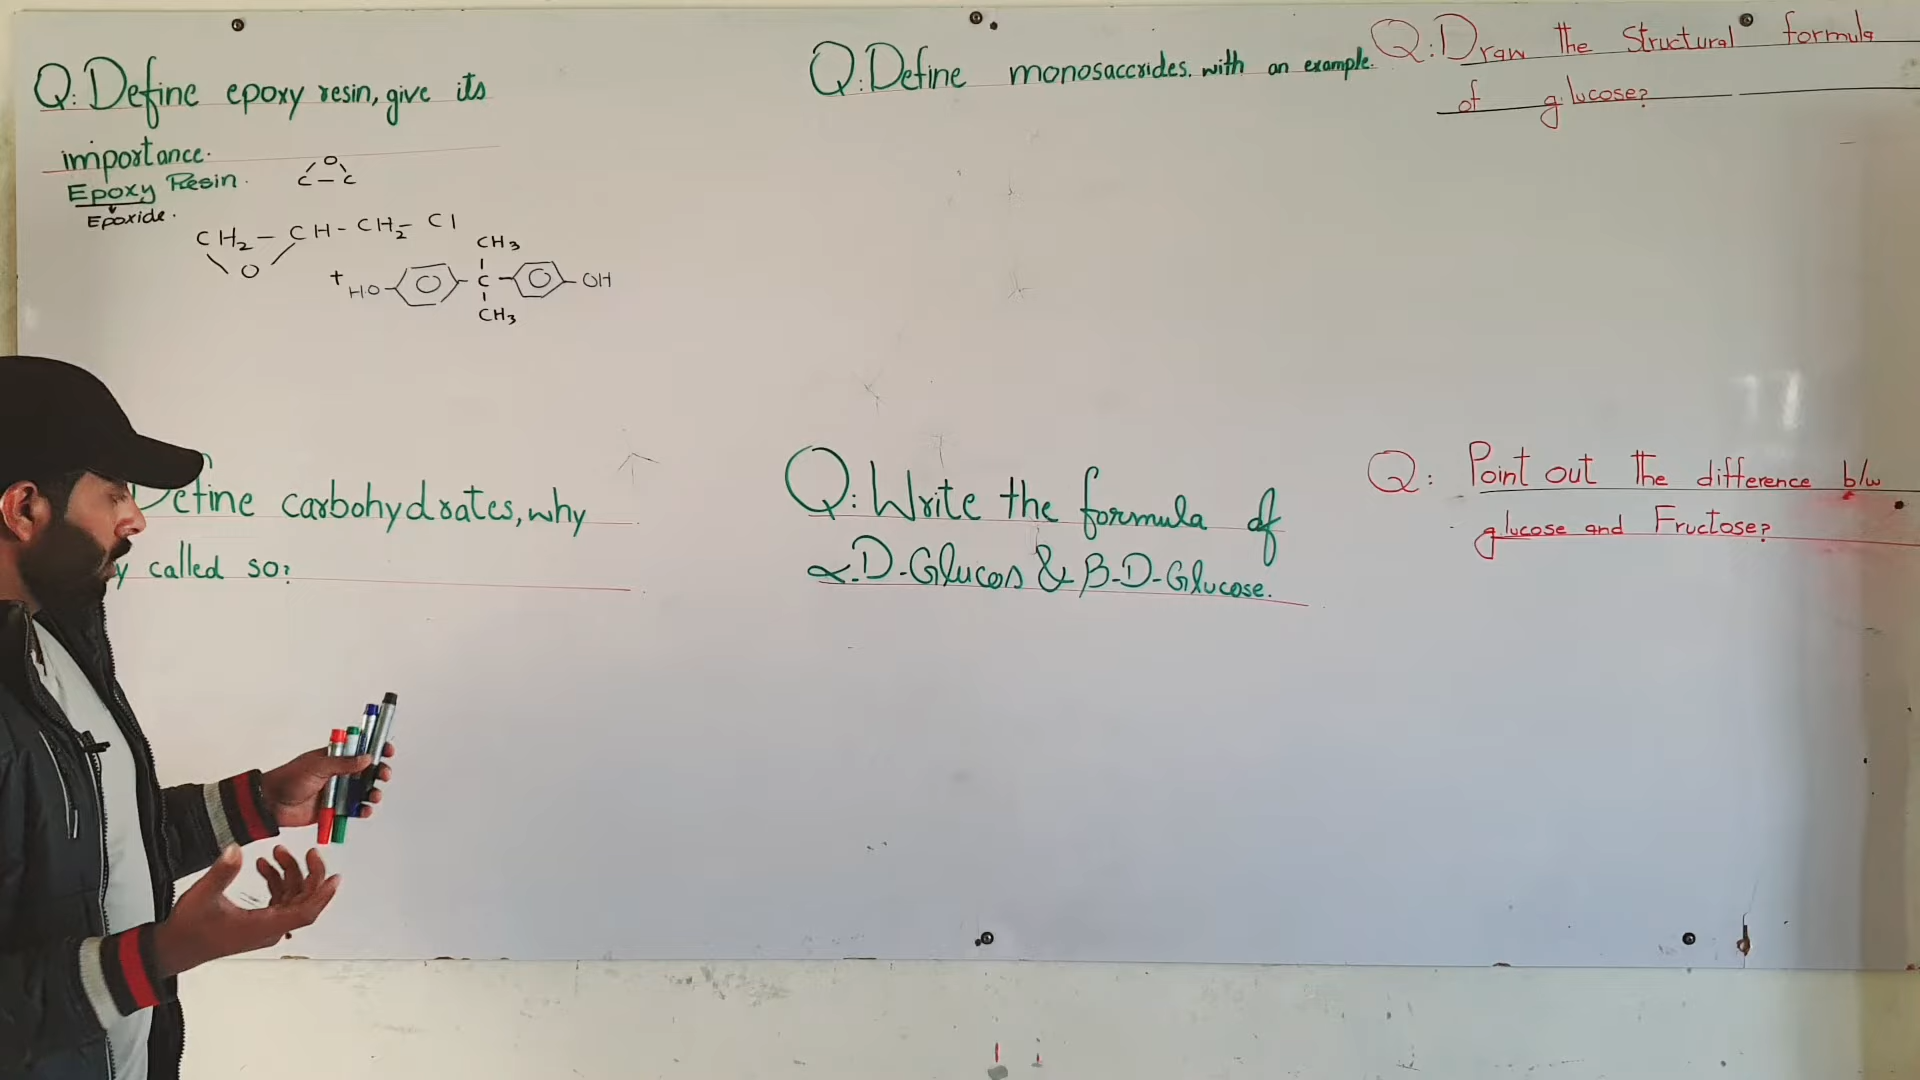 Q: Define epoxy resin, give its
importance.
Epoxy Resin.
Epoxide.
O
C – C
CH2 – CH - CH2 - Cl
O
+
CH3
HO C OH
CH3
Define carbohydrates, why
y called so?
Q: Define monosaccrides. with an example.
Q: Write the formula of
α-D-Glucos & β-D-Glucose.
Q: Draw the Structural formula
of glucose?
Q: Point out the difference b/w
glucose and Fructose?